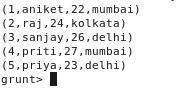 (1,aniket,22,mumbai)
(2,raj,24,kolkata)
(3,sanjay,26,delhi)
(4,priti,27,mumbai)
(5,priya,23,delhi)
grunt>